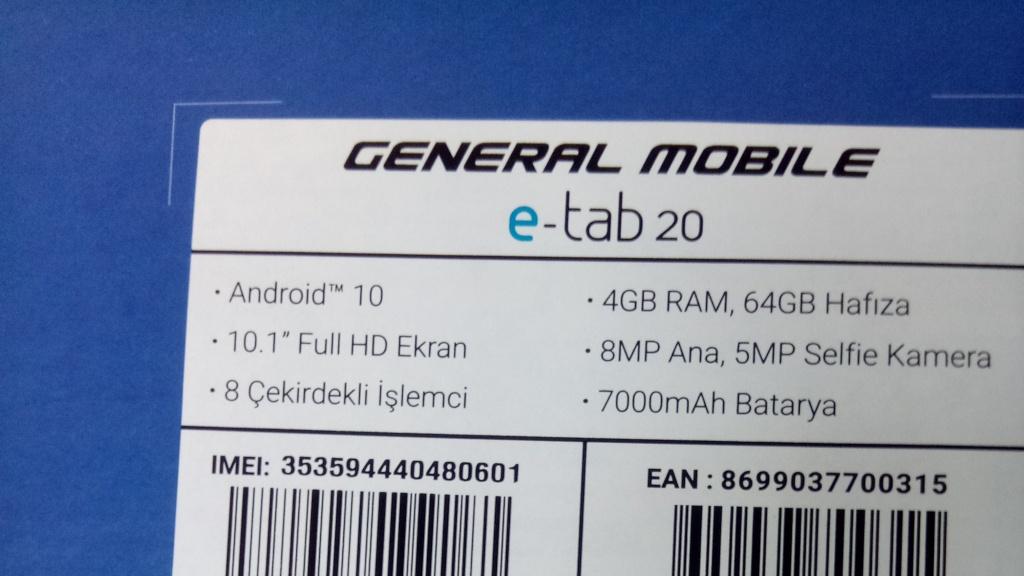 GENERAL MOBILE
e-tab 20
· Android™ 10
· 10.1" Full HD Ekran
· 8 Çekirdekli İşlemci
· 4GB RAM, 64GB Hafıza
· 8MP Ana, 5MP Selfie Kamera
· 7000mAh Batarya
IMEI: 353594440480601
EAN : 8699037700315